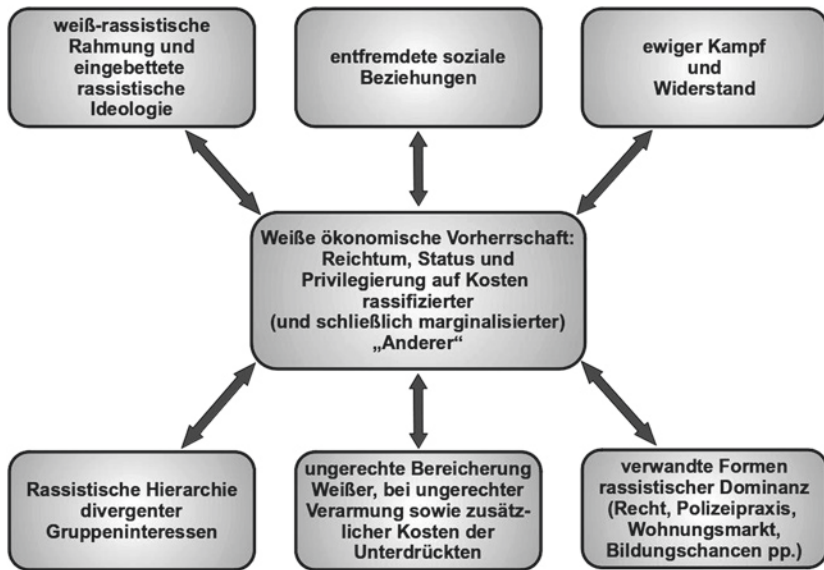 weiß-rassistische
Rahmung und
eingebettete
rassistische
Ideologie
entfremdete soziale
Beziehungen
ewiger Kampf
und
Widerstand
Weiße ökonomische Vorherrschaft:
Reichtum, Status und
Privilegierung auf Kosten
rassifizierter
(und schließlich marginalisierter)
„Anderer“
Rassistische Hierarchie
divergenter
Gruppeninteressen
ungerechte Bereicherung
Weißer, bei ungerechter
Verarmung sowie zusätz-
licher Kosten der
Unterdrückten
verwandte Formen
rassistischer Dominanz
(Recht, Polizeipraxis,
Wohnungsmarkt,
Bildungschancen pp.)